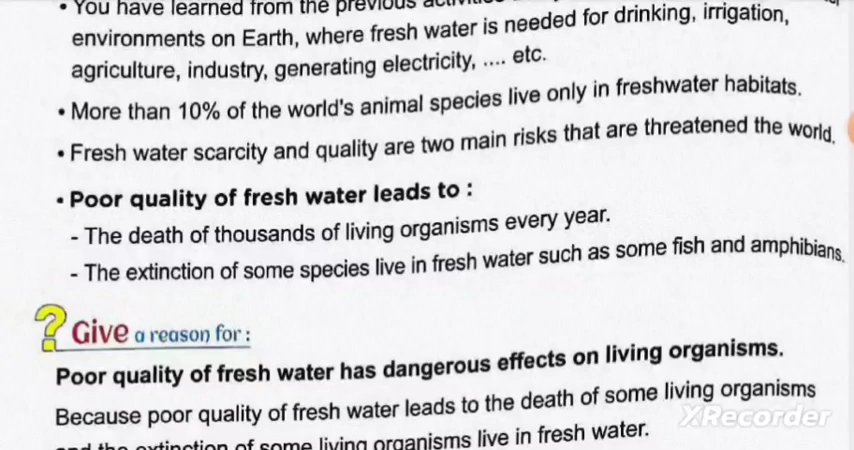 • You have learned from the previous
environments on Earth, where fresh water is needed for drinking, irrigation,
agriculture, industry, generating electricity, .... etc.
• More than 10% of the world's animal species live only in freshwater habitats.
• Fresh water scarcity and quality are two main risks that are threatened the world.
• Poor quality of fresh water leads to :
- The death of thousands of living organisms every year.
- The extinction of some species live in fresh water such as some fish and amphibians.
? Give a reason for :
Poor quality of fresh water has dangerous effects on living organisms.
Because poor quality of fresh water leads to the death of some living organisms
XRecorder
and the extinction of some living organisms live in fresh water.